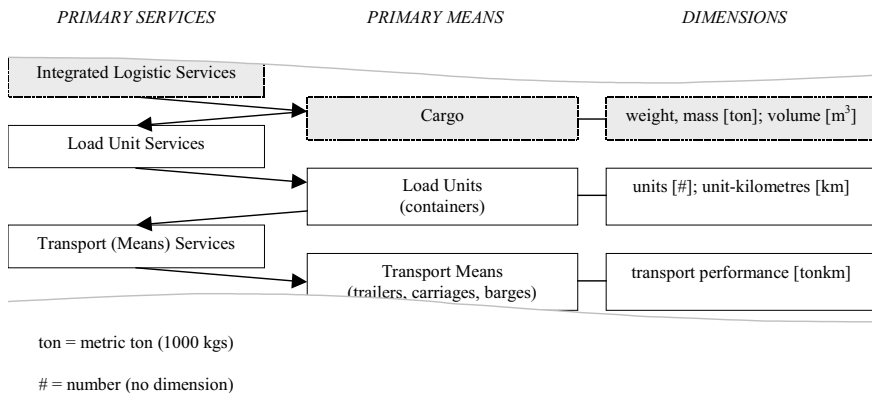 PRIMARY SERVICES
PRIMARY MEANS
DIMENSIONS
Integrated Logistic Services
Cargo
weight, mass [ton]; volume [m³]
Load Unit Services
Load Units
(containers)
units [#]; unit-kilometres [km]
Transport (Means) Services
Transport Means
(trailers, carriages, barges)
transport performance [tonkm]
ton = metric ton (1000 kgs)
# = number (no dimension)